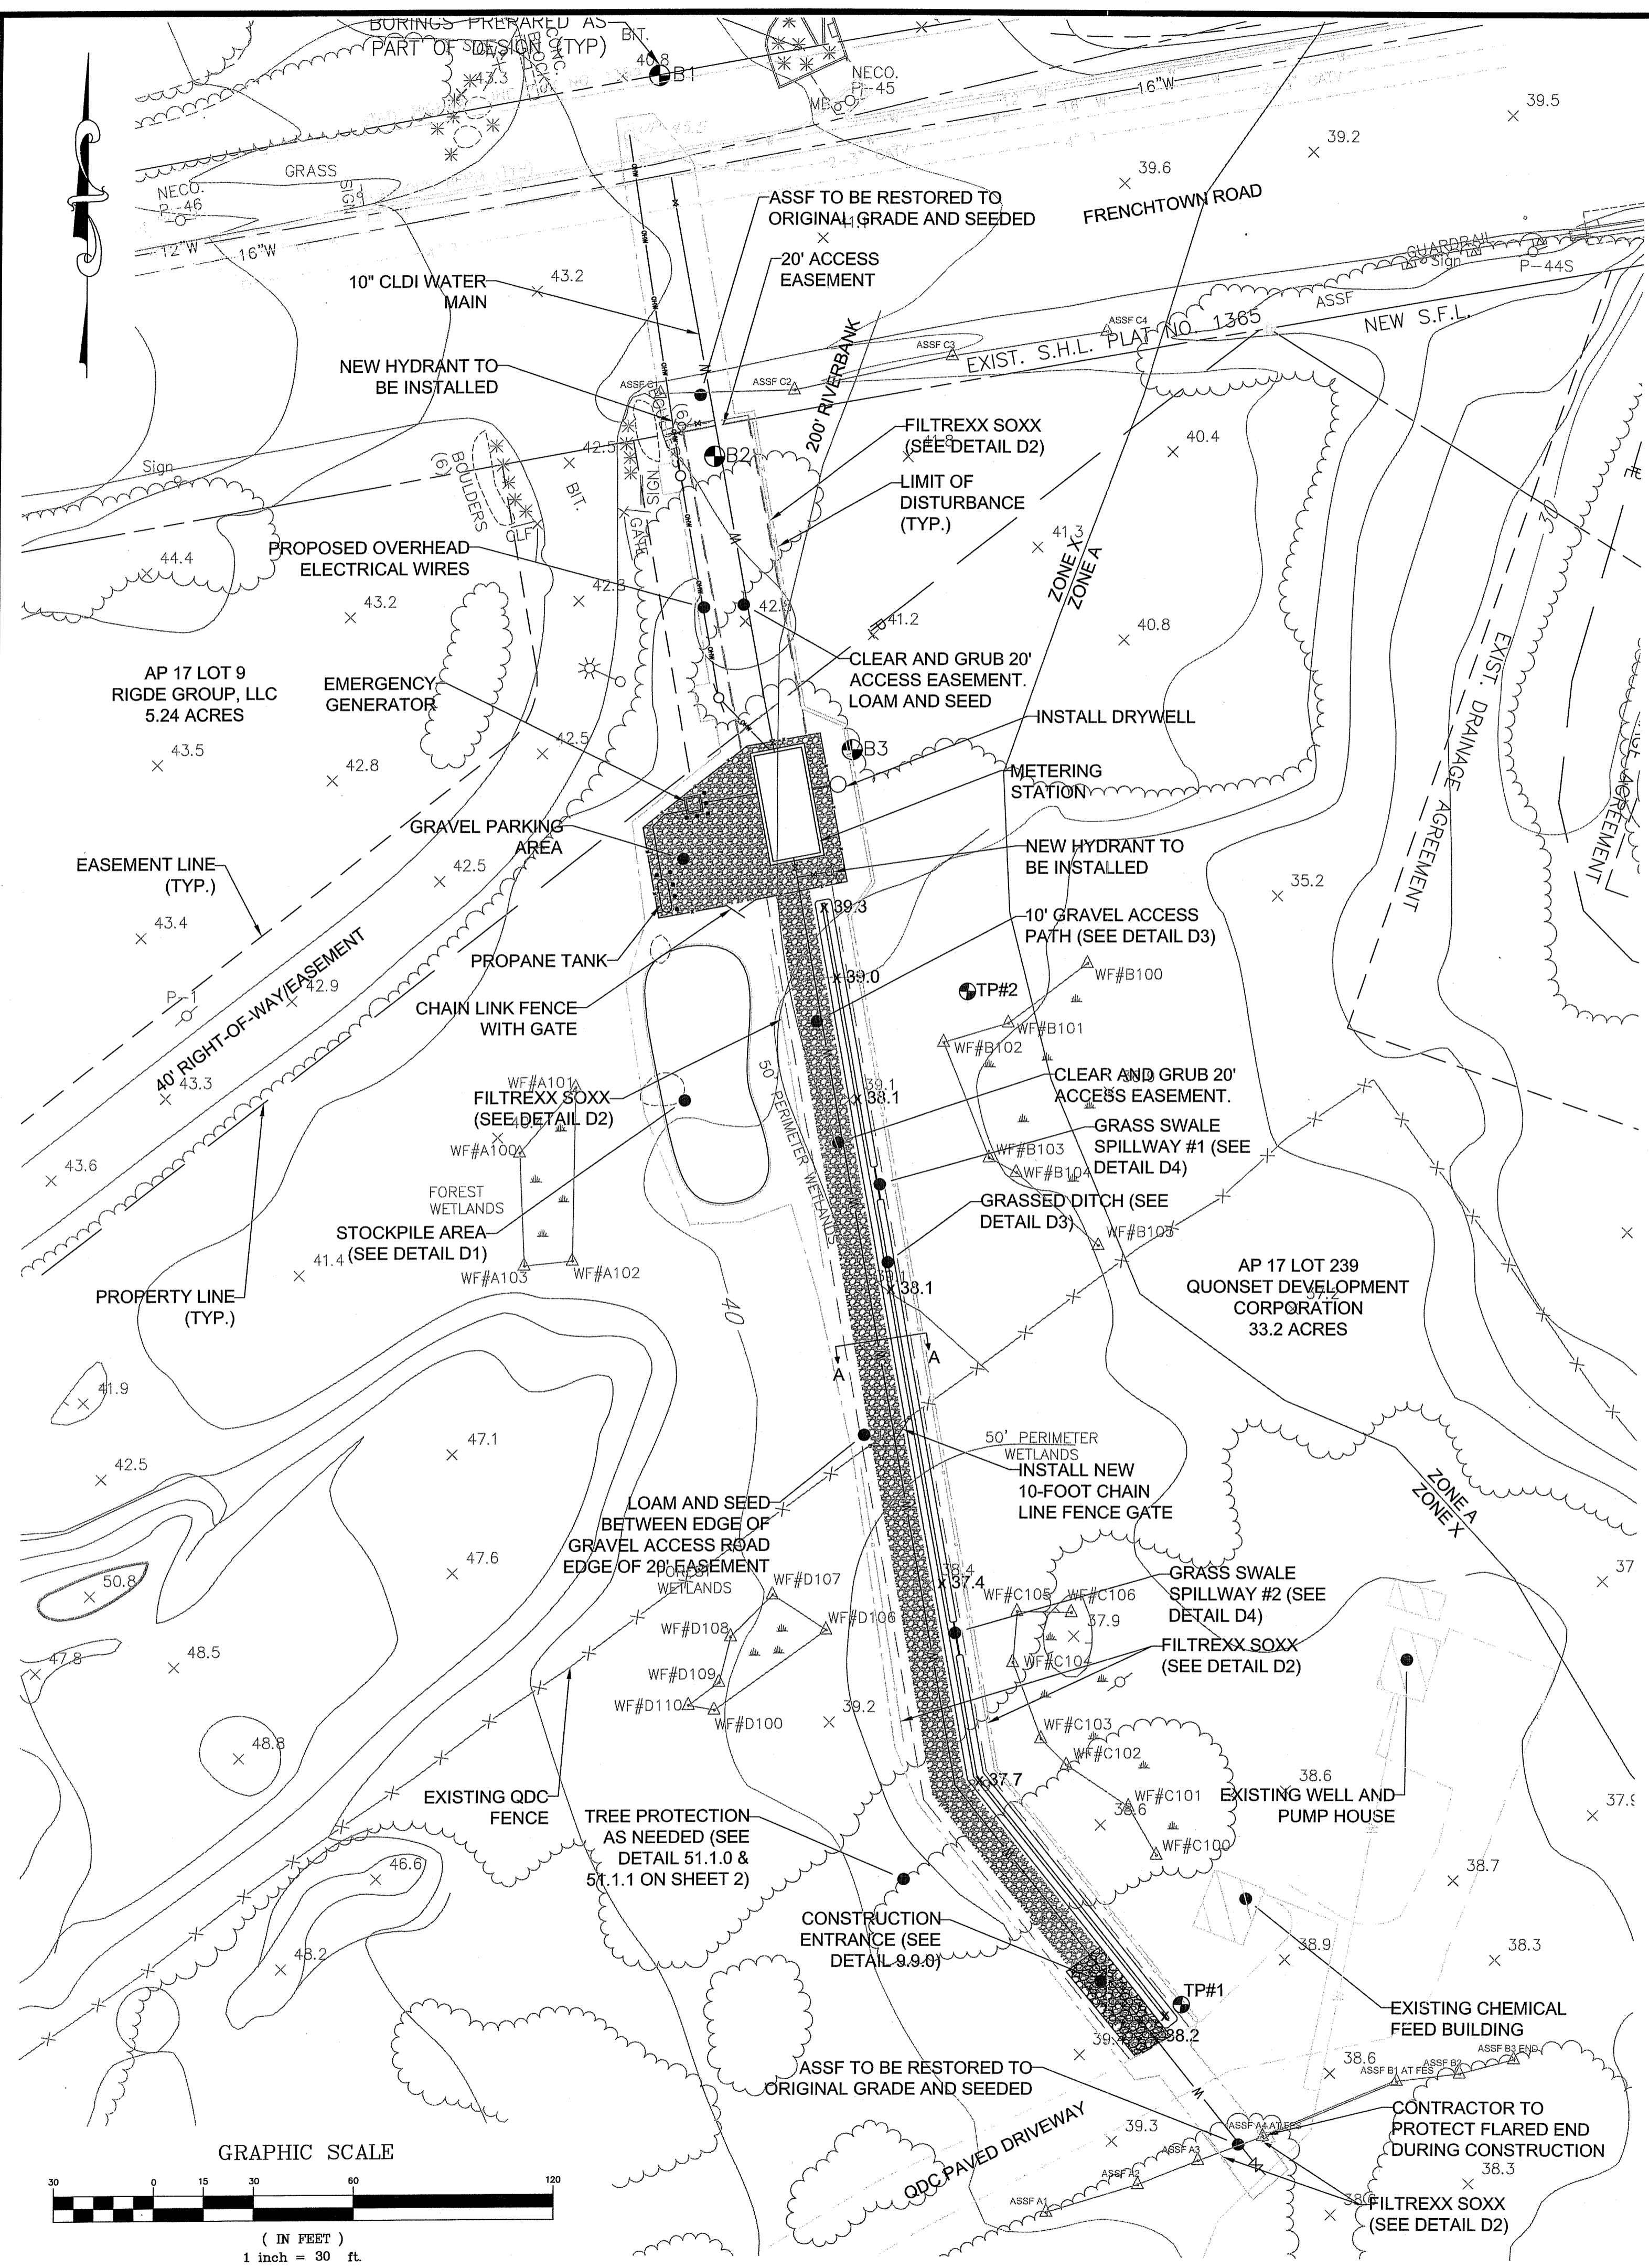 BORINGS PRERARED AS
PART OF DESIGN (TYP)
BIT.
40.8
B1
43.3
NECO.
P-45
MB
16"W
39.5
39.2
39.6
FRENCHTOWN ROAD
GRASS
SIGN
NECO.
P-46
12"W
16"W
ASSF TO BE RESTORED TO
ORIGINAL GRADE AND SEEDED
20' ACCESS
EASEMENT
GUARDRAIL
Sign
P-44S
ASSF
10" CLDI WATER
MAIN
43.2
NEW HYDRANT TO
BE INSTALLED
200' RIVERBANK
ASSF C2
ASSF C3
ASSF C4
EXIST. S.H.L. PLAT NO. 1365
NEW S.F.L.
FILTREXX SOXX
(SEE DETAIL D2)
41.8
40.4
B2
Sign
BOULDERS
(6)
42.5
BIT.
SIGN
GATE
LIMIT OF
DISTURBANCE
(TYP.)
41.3
ZONE X
ZONE A
PROPOSED OVERHEAD
ELECTRICAL WIRES
44.4
43.2
42.3
41.2
40.8
AP 17 LOT 9
RIGDE GROUP, LLC
5.24 ACRES
EMERGENCY
GENERATOR
CLEAR AND GRUB 20'
ACCESS EASEMENT.
LOAM AND SEED
EXIST. DRAINAGE AGREEMENT
INSTALL DRYWELL
43.5
42.8
42.5
B3
METERING
STATION
GRAVEL PARKING
AREA
NEW HYDRANT TO
BE INSTALLED
EASEMENT LINE
(TYP.)
42.5
35.2
43.4
39.3
10' GRAVEL ACCESS
PATH (SEE DETAIL D3)
40' RIGHT-OF-WAY/EASEMENT
PROPANE TANK
39.0
TP#2
WF#B100
P-1
42.9
CHAIN LINK FENCE
WITH GATE
WF#B101
WF#B102
43.3
WF#A101
FILTREXX SOXX
(SEE DETAIL D2)
50' PERIMETER WETLANDS
39.1
38.1
CLEAR AND GRUB 20'
ACCESS EASEMENT.
WF#A100
GRASS SWALE
SPILLWAY #1 (SEE
DETAIL D4)
WF#B103
WF#B104
43.6
FOREST
WETLANDS
STOCKPILE AREA
(SEE DETAIL D1)
GRASSED DITCH (SEE
DETAIL D3)
WF#B105
41.4
WF#A103
WF#A102
38.1
AP 17 LOT 239
QUONSET DEVELOPMENT
CORPORATION
33.2 ACRES
37.2
PROPERTY LINE
(TYP.)
40
A
A
41.9
47.1
42.5
50' PERIMETER
WETLANDS
INSTALL NEW
10-FOOT CHAIN
LINE FENCE GATE
ZONE A
ZONE X
LOAM AND SEED
BETWEEN EDGE OF
GRAVEL ACCESS ROAD
EDGE OF 20' EASEMENT
FOREST
WETLANDS
47.6
50.8
38.4
37.4
GRASS SWALE
SPILLWAY #2 (SEE
DETAIL D4)
WF#D107
WF#C105
WF#C106
37.9
WF#D108
WF#D106
FILTREXX SOXX
(SEE DETAIL D2)
47.8
48.5
WF#D109
WF#C104
WF#D110
WF#D100
39.2
WF#C103
48.8
WF#C102
37.7
EXISTING QDC
FENCE
WF#C101
38.6
38.6
EXISTING WELL AND
PUMP HOUSE
TREE PROTECTION
AS NEEDED (SEE
DETAIL 51.1.0 &
51.1.1 ON SHEET 2)
WF#C100
46.6
38.7
CONSTRUCTION
ENTRANCE (SEE
DETAIL 9.9.0)
48.2
38.9
38.3
TP#1
38.2
EXISTING CHEMICAL
FEED BUILDING
ASSF TO BE RESTORED TO
ORIGINAL GRADE AND SEEDED
38.6
ASSF B1 AT FES
ASSF B2
ASSF B3 END
CONTRACTOR TO
PROTECT FLARED END
DURING CONSTRUCTION
QDC PAVED DRIVEWAY
39.3
ASSF A4 AT FES
ASSF A3
ASSF A2
ASSF A1
38.3
FILTREXX SOXX
(SEE DETAIL D2)
GRAPHIC SCALE
30 0 15 30 60 120
( IN FEET )
1 inch = 30 ft.